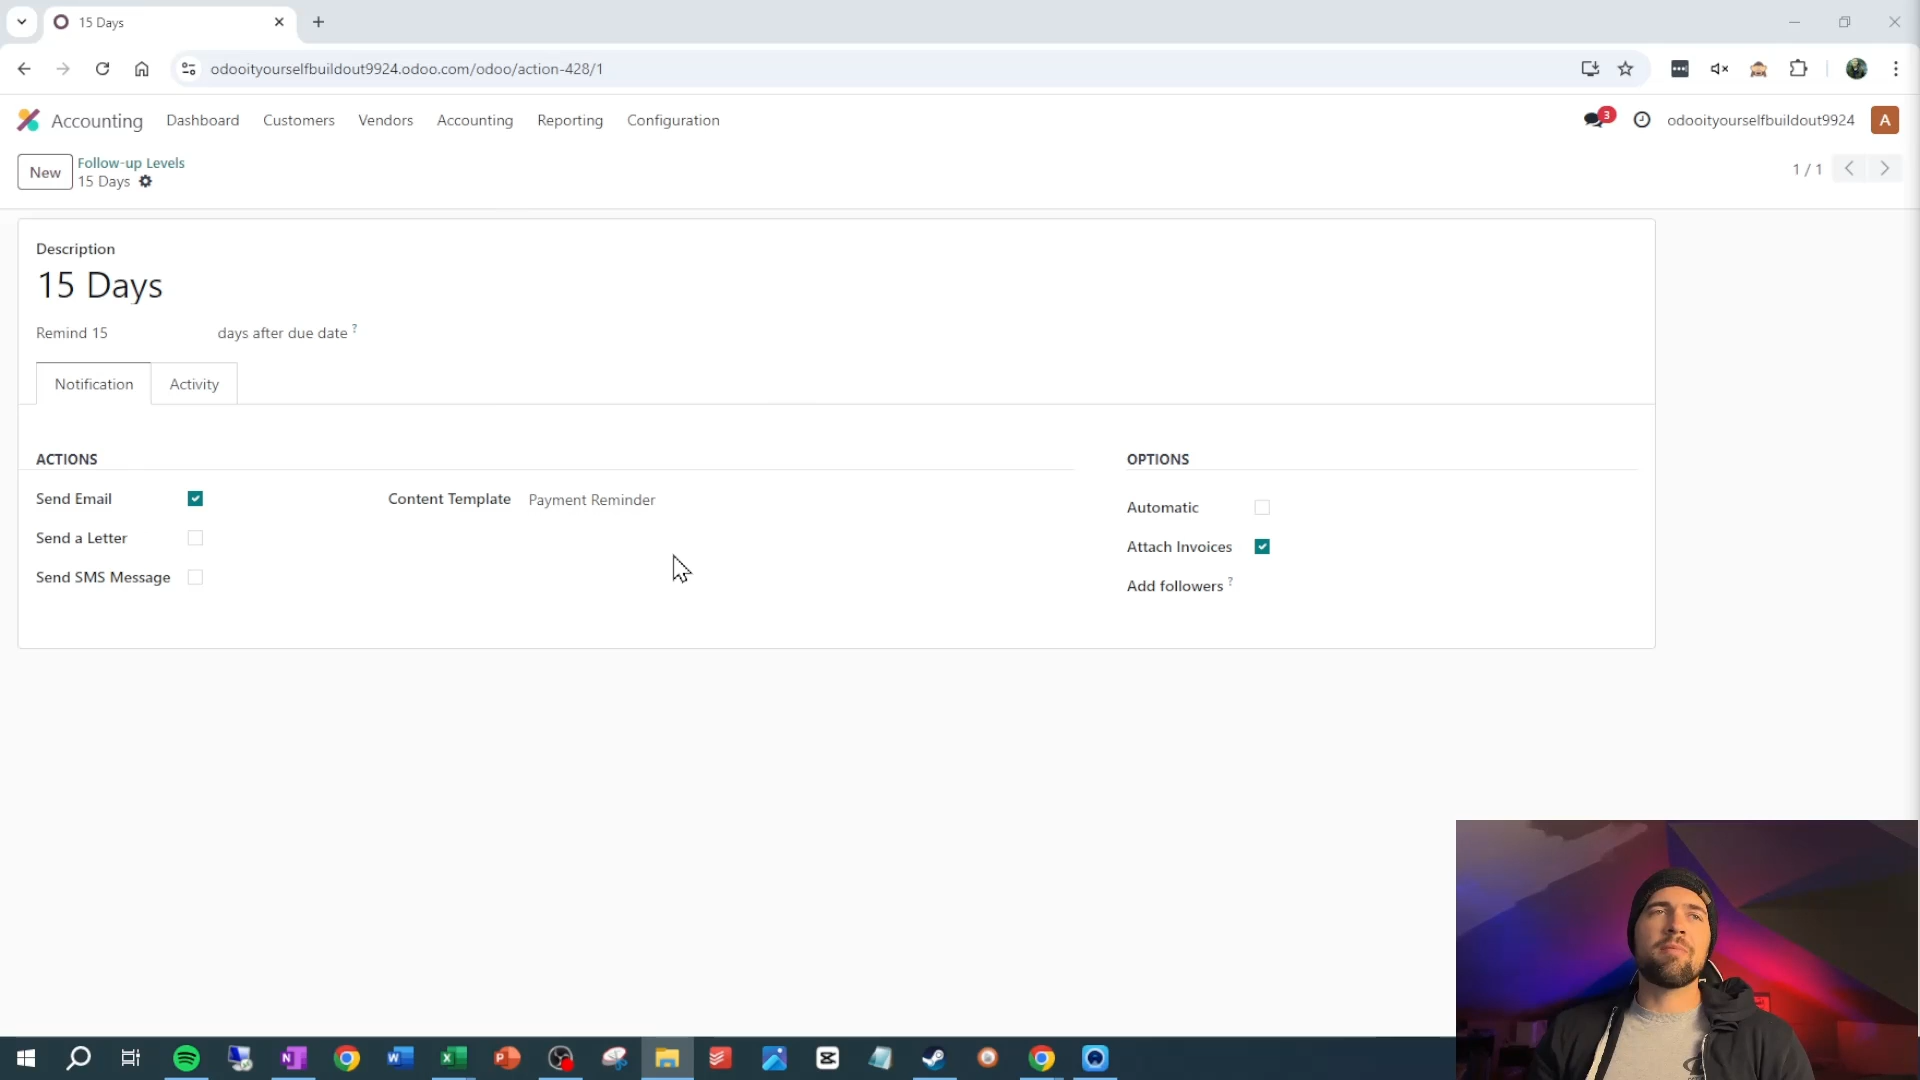 15 Days
odooityourselfbuildout9924.odoo.com/odoo/action-428/1
Accounting Dashboard Customers Vendors Accounting Reporting Configuration
3
odooityourselfbuildout9924
A
New
Follow-up Levels
15 Days
1 / 1
Description
15 Days
Remind 15 days after due date ?
Notification Activity
ACTIONS
Send Email
Content Template Payment Reminder
Send a Letter
Send SMS Message
OPTIONS
Automatic
Attach Invoices
Add followers ?